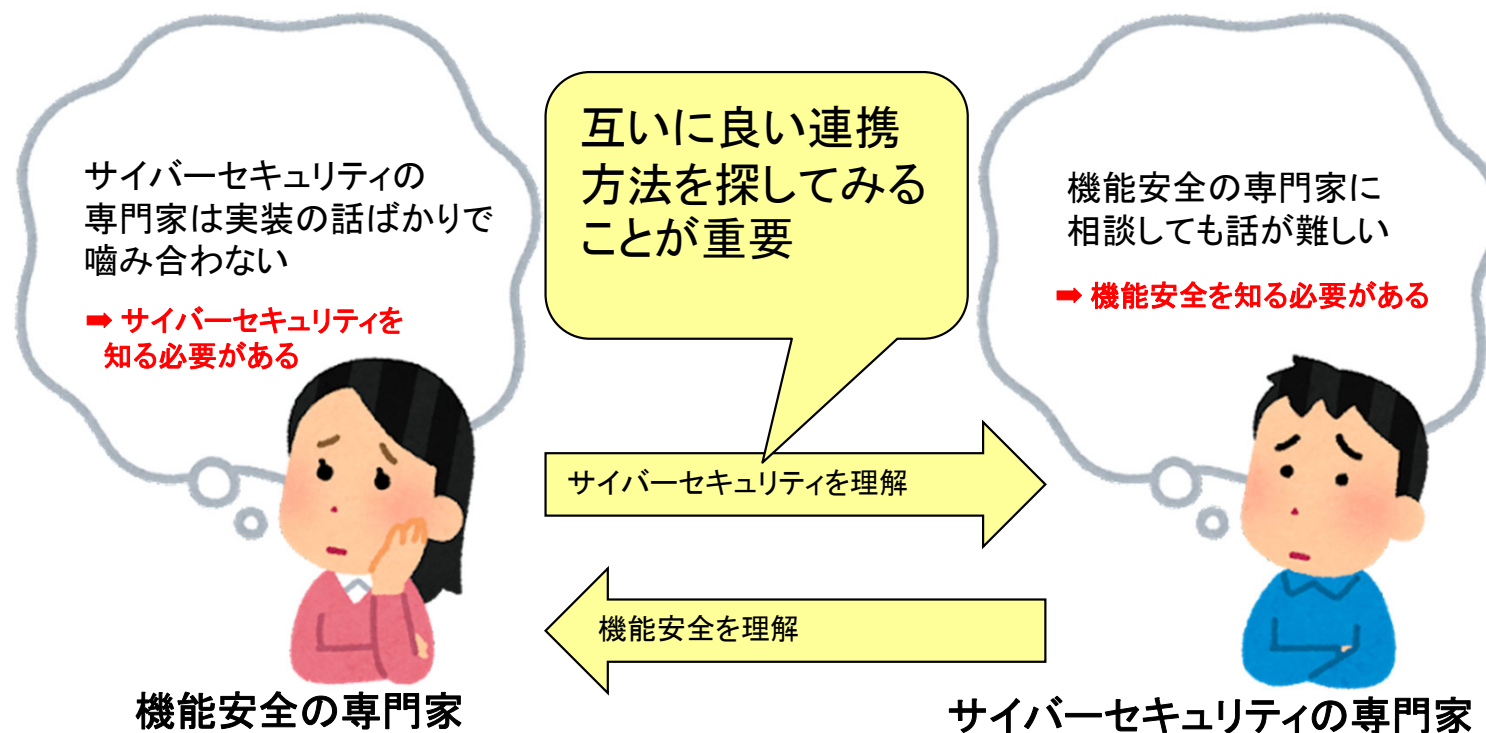 サイバーセキュリティの
専門家は実装の話ばかりで
噛み合わない
➡ サイバーセキュリティを
知る必要がある
互いに良い連携
方法を探してみる
ことが重要
機能安全の専門家に
相談しても話が難しい
➡ 機能安全を知る必要がある
サイバーセキュリティを理解
機能安全を理解
機能安全の専門家
サイバーセキュリティの専門家